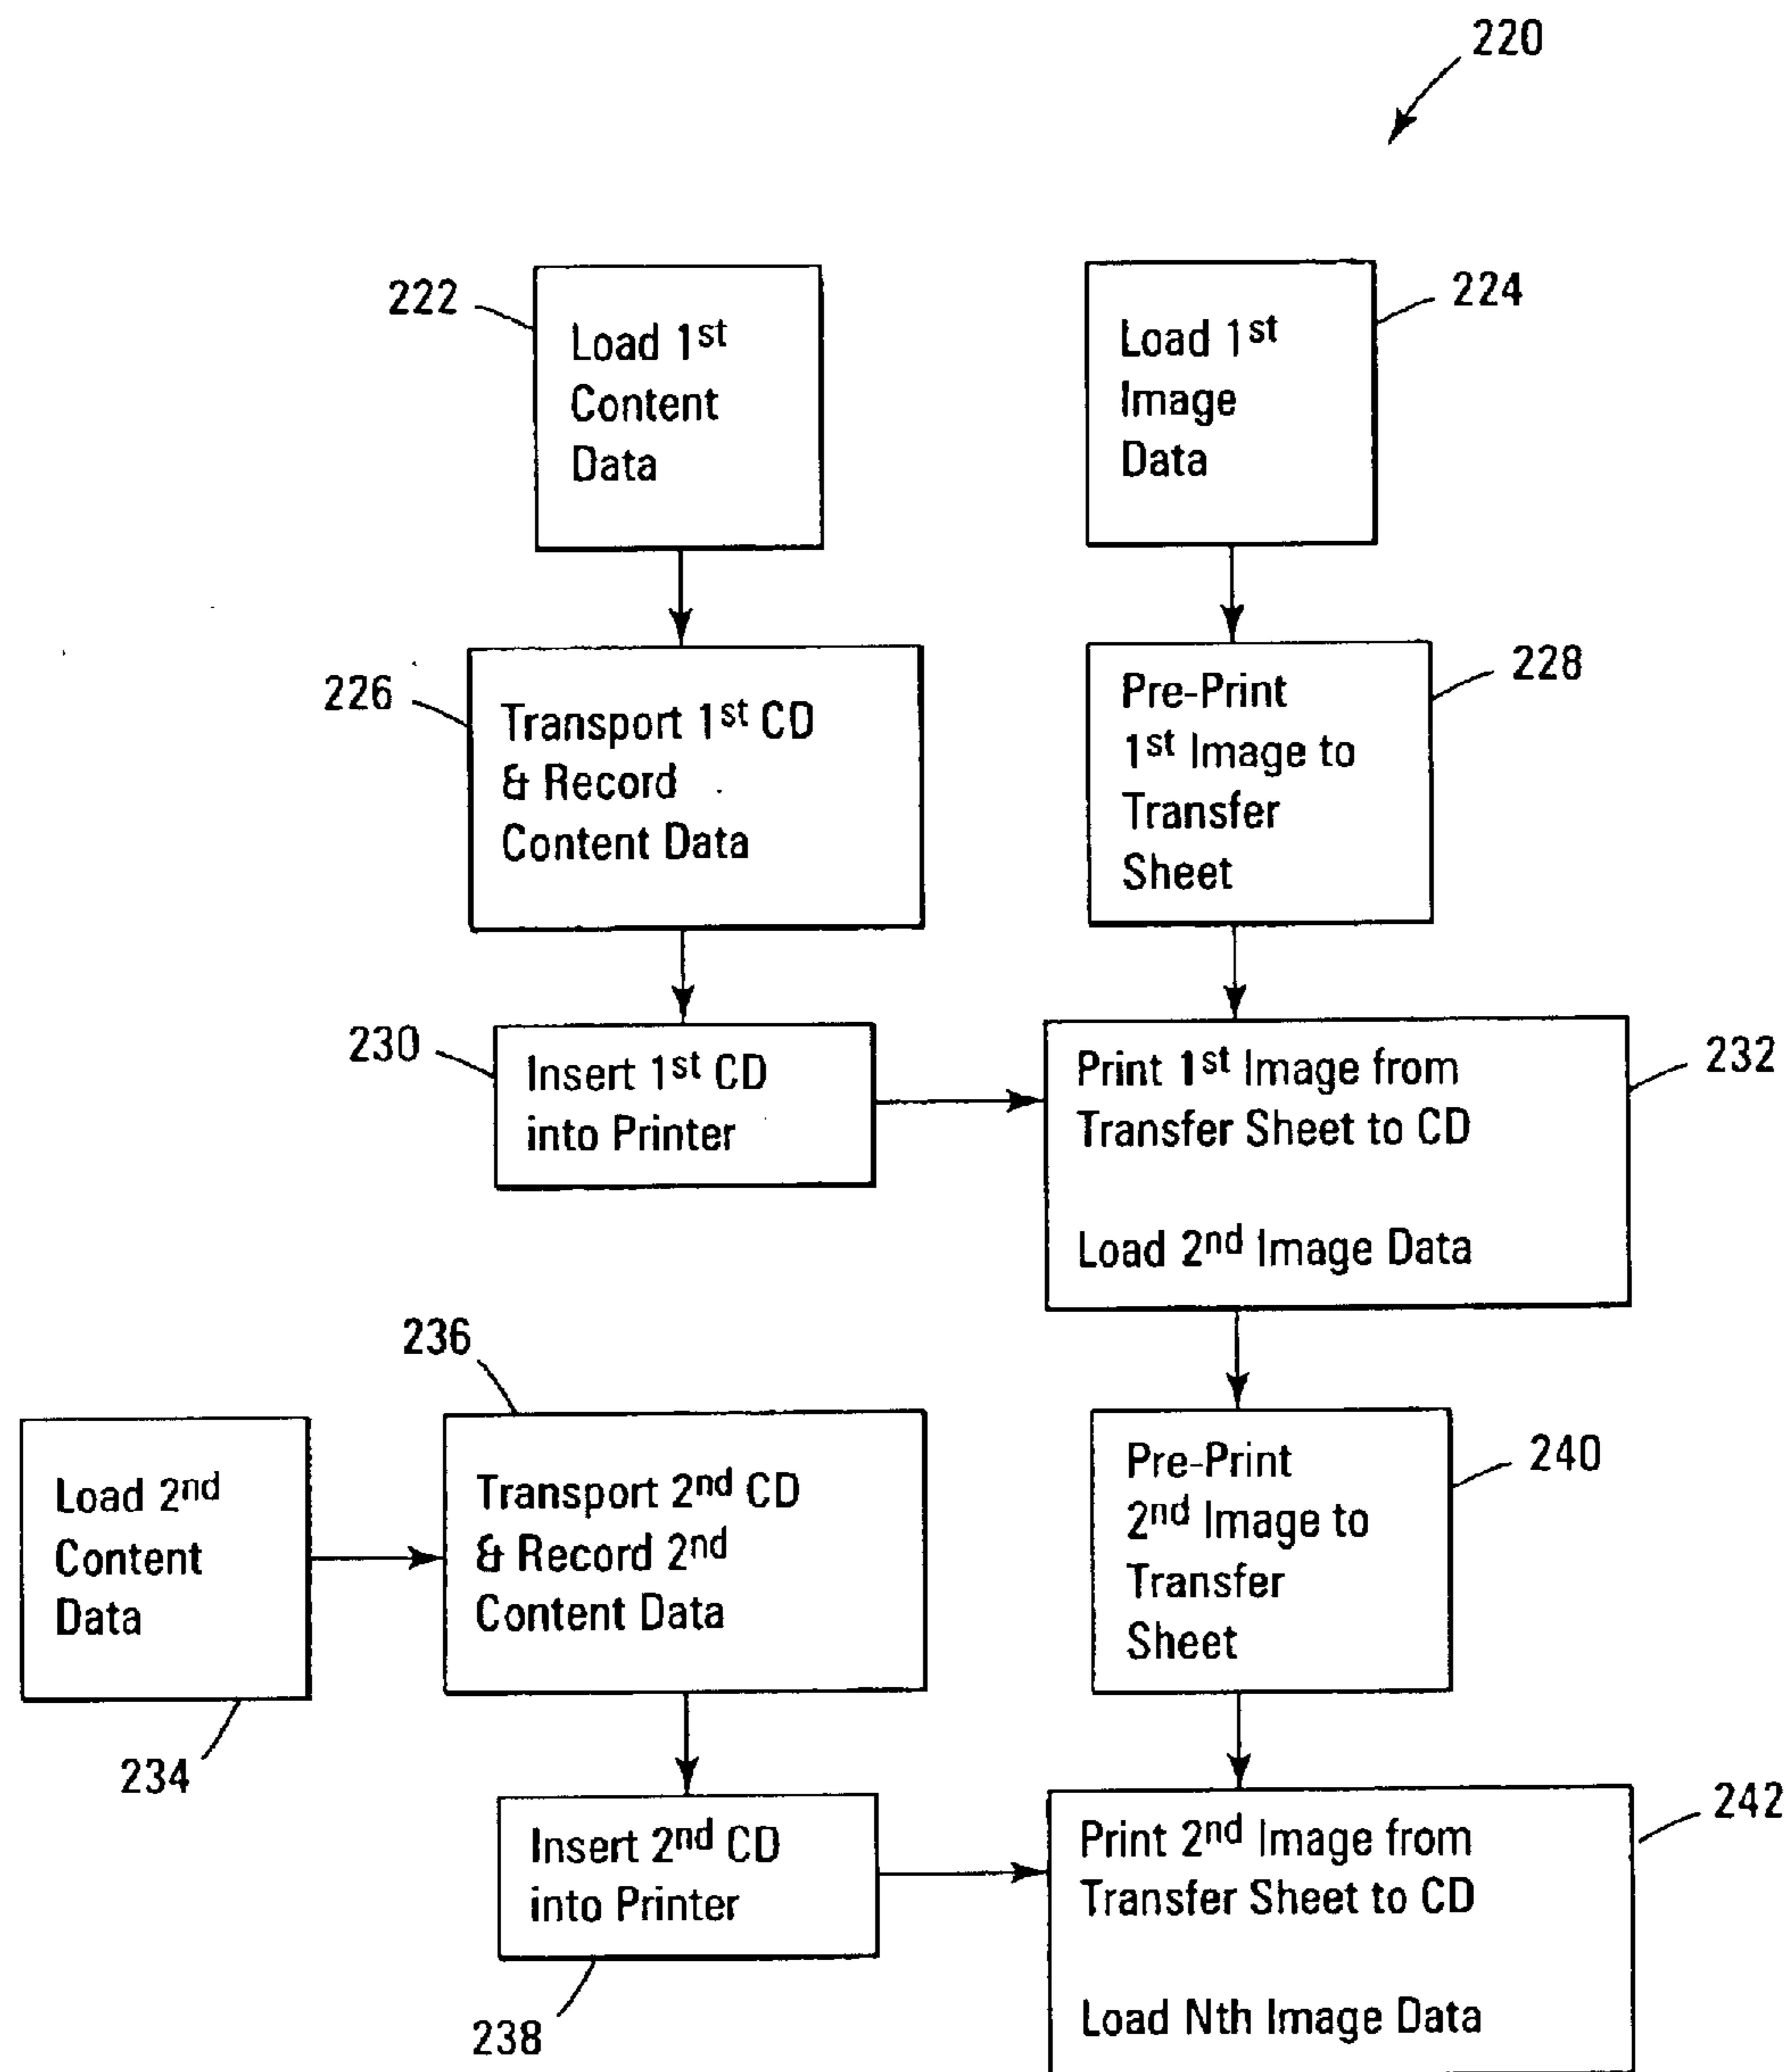 220
222
Load 1st
Content
Data
224
Load 1st
Image
Data
226
Transport 1st CD
& Record
Content Data
228
Pre-Print
1st Image to
Transfer
Sheet
230
Insert 1st CD
into Printer
232
Print 1st Image from
Transfer Sheet to CD
Load 2nd Image Data
234
Load 2nd
Content
Data
236
Transport 2nd CD
& Record 2nd
Content Data
240
Pre-Print
2nd Image to
Transfer
Sheet
238
Insert 2nd CD
into Printer
242
Print 2nd Image from
Transfer Sheet to CD
Load Nth Image Data